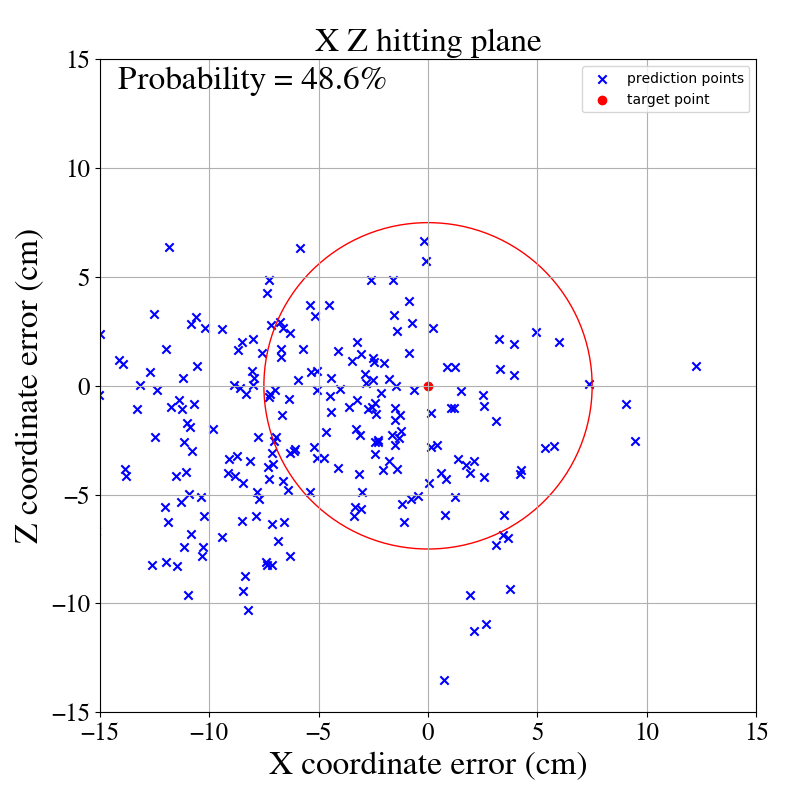 X Z hitting plane
Probability = 48.6%
prediction points
target point
15
10
5
0
−5
−10
−15
Z coordinate error (cm)
−15 −10 −5 0 5 10 15
X coordinate error (cm)